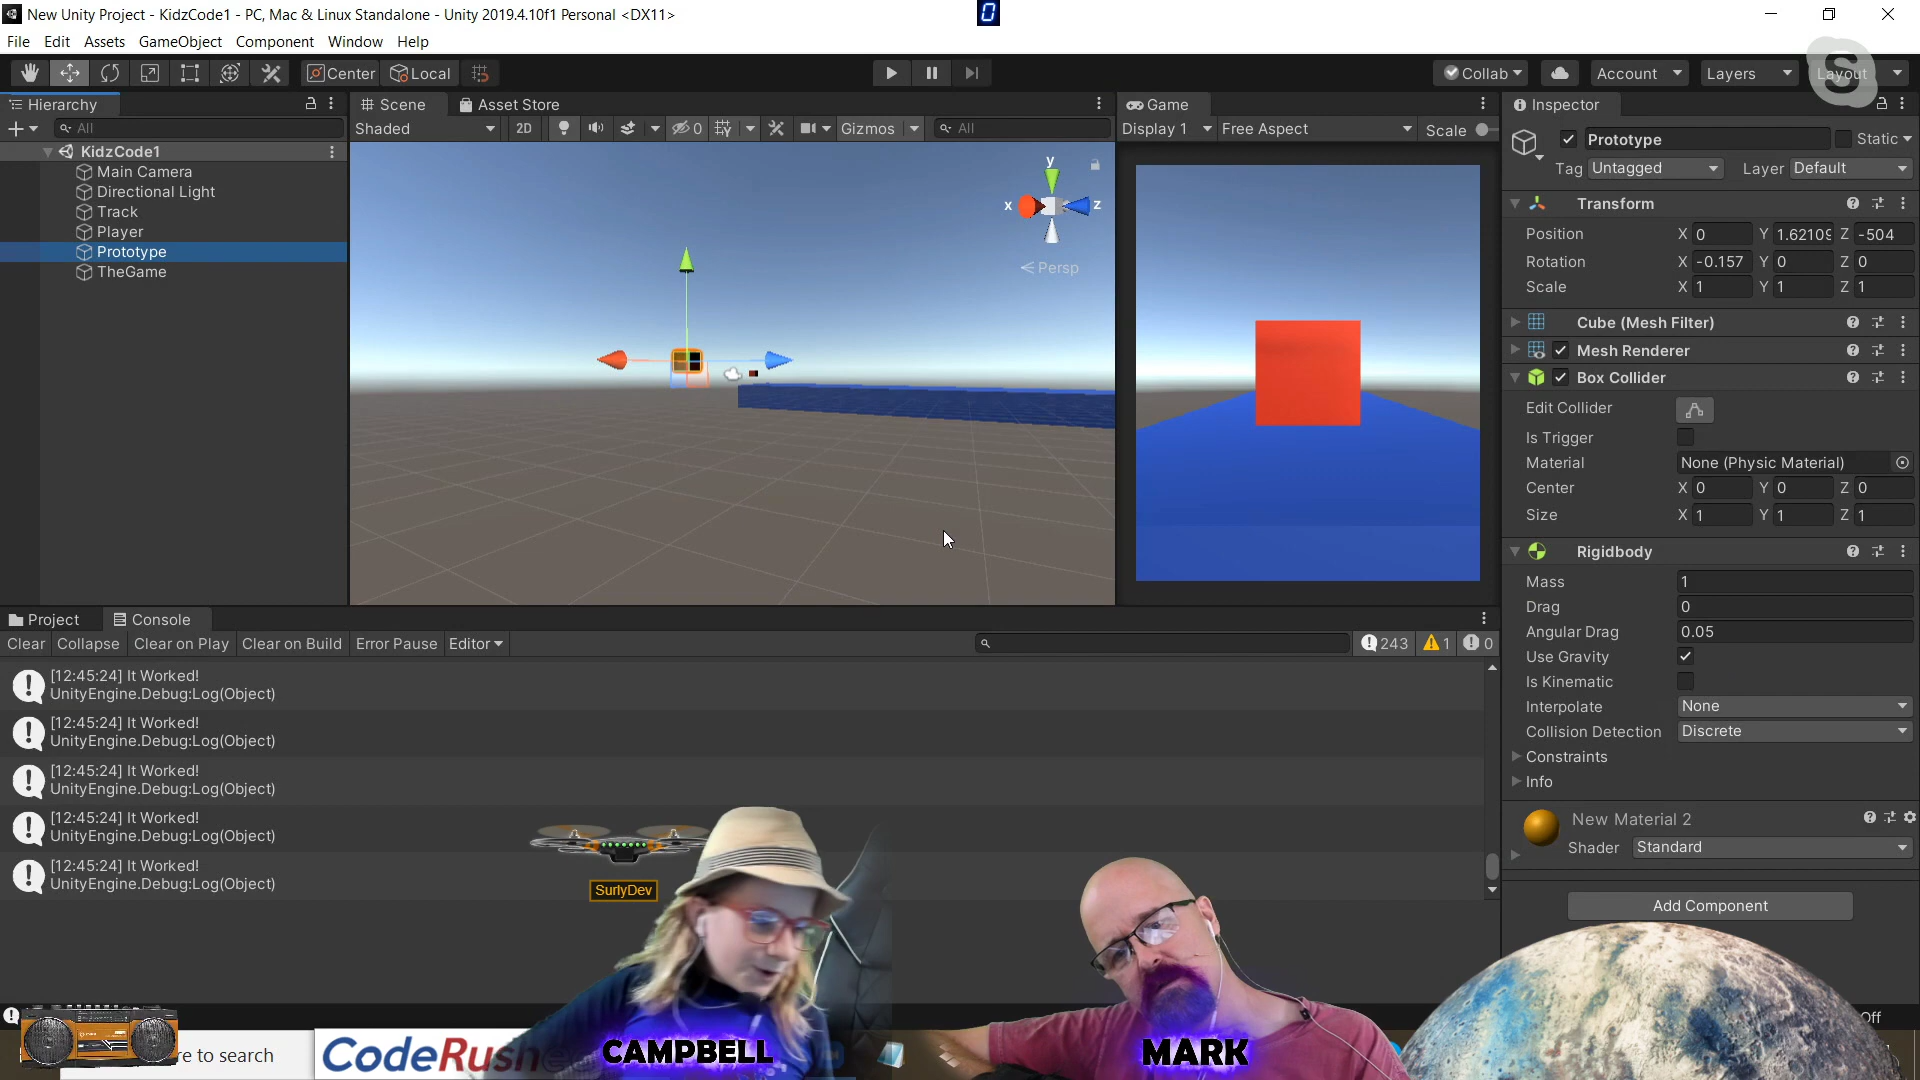 New Unity Project - KidzCode1 - PC, Mac & Linux Standalone - Unity 2019.4.10f1 Personal <DX11>
0
File Edit Assets GameObject Component Window Help
Center Local
Collab Account Layers Layout
S
Hierarchy
All
KidzCode1
Main Camera
Directional Light
Track
Player
Prototype
TheGame
Scene Asset Store
Shaded 2D 0 Gizmos All
y
x z
Persp
Game
Display 1 Free Aspect Scale
Inspector
Prototype Static
Tag Untagged Layer Default
Transform
Position X 0 Y 1.62109 Z -504
Rotation X -0.157 Y 0 Z 0
Scale X 1 Y 1 Z 1
Cube (Mesh Filter)
Mesh Renderer
Box Collider
Edit Collider
Is Trigger
Material None (Physic Material)
Center X 0 Y 0 Z 0
Size X 1 Y 1 Z 1
Rigidbody
Mass 1
Drag 0
Angular Drag 0.05
Use Gravity
Is Kinematic
Interpolate None
Collision Detection Discrete
Constraints
Info
New Material 2
Shader Standard
Add Component
Project Console
Clear Collapse Clear on Play Clear on Build Error Pause Editor 243 1 0
[12:45:24] It Worked!
UnityEngine.Debug:Log(Object)
[12:45:24] It Worked!
UnityEngine.Debug:Log(Object)
[12:45:24] It Worked!
UnityEngine.Debug:Log(Object)
[12:45:24] It Worked!
UnityEngine.Debug:Log(Object)
[12:45:24] It Worked!
UnityEngine.Debug:Log(Object)
SurlyDev
Off
re to search
CodeRush
CAMPBELL
MARK